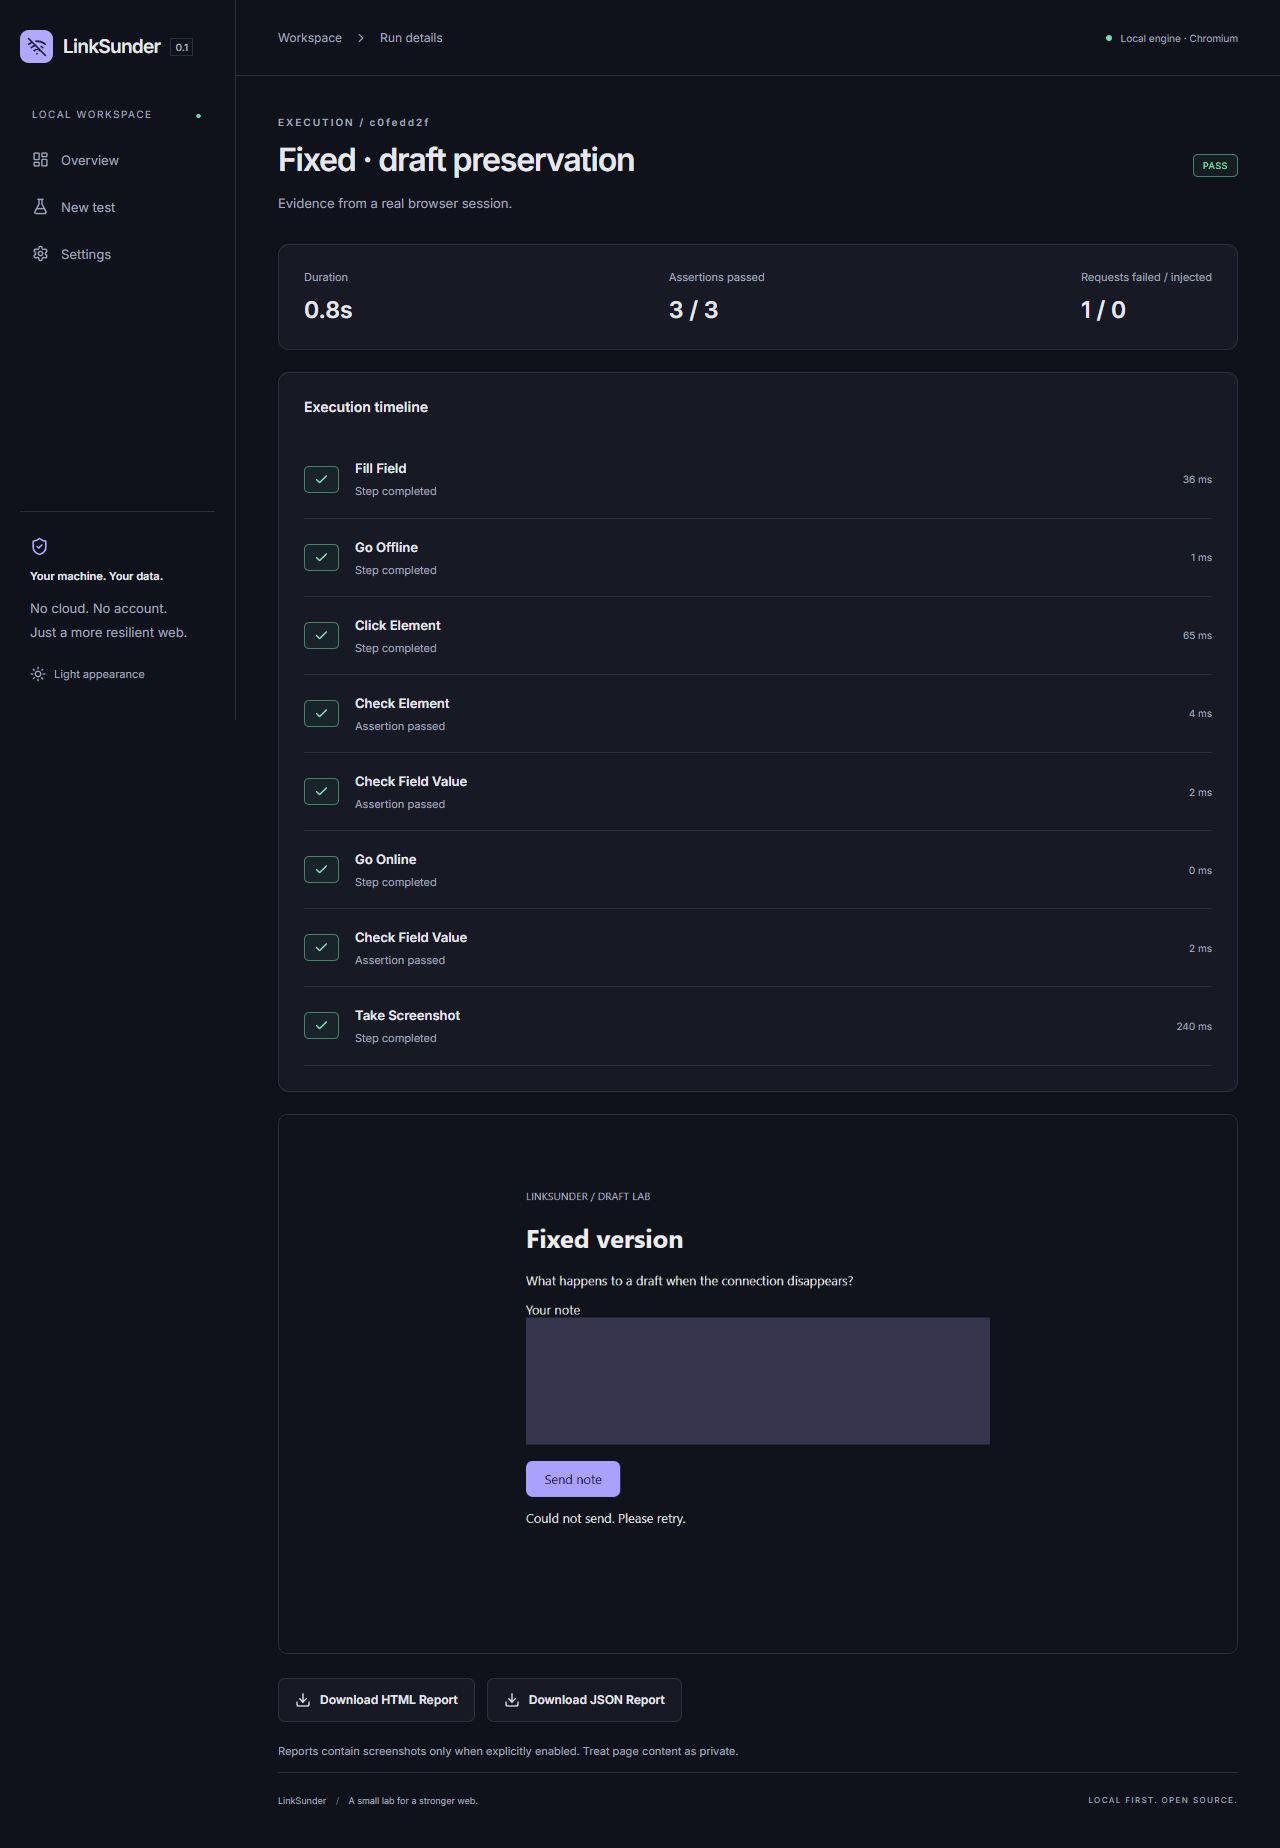 LinkSunder 0.1
LOCAL WORKSPACE
Overview
New test
Settings
Your machine. Your data.
No cloud. No account.
Just a more resilient web.
Light appearance
Workspace > Run details
Local engine · Chromium
EXECUTION / c0fedd2f
Fixed · draft preservation
PASS
Evidence from a real browser session.
Duration
0.8s
Assertions passed
3 / 3
Requests failed / injected
1 / 0
Execution timeline
Fill Field
Step completed
36 ms
Go Offline
Step completed
1 ms
Click Element
Step completed
65 ms
Check Element
Assertion passed
4 ms
Check Field Value
Assertion passed
2 ms
Go Online
Step completed
0 ms
Check Field Value
Assertion passed
2 ms
Take Screenshot
Step completed
240 ms
LINKSUNDER / DRAFT LAB
Fixed version
What happens to a draft when the connection disappears?
Your note
Send note
Could not send. Please retry.
Download HTML Report
Download JSON Report
Reports contain screenshots only when explicitly enabled. Treat page content as private.
LinkSunder / A small lab for a stronger web.
LOCAL FIRST. OPEN SOURCE.